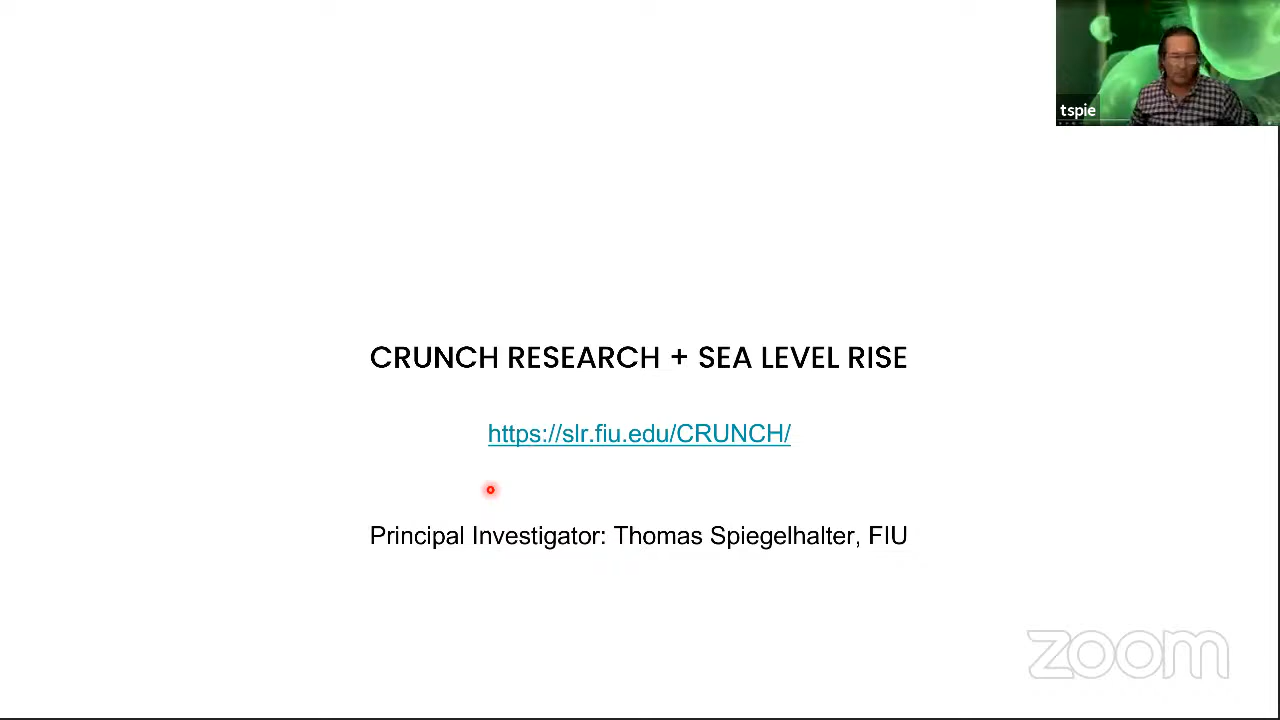 tspie
CRUNCH RESEARCH + SEA LEVEL RISE
https://slr.fiu.edu/CRUNCH/
Principal Investigator: Thomas Spiegelhalter, FIU
zoom